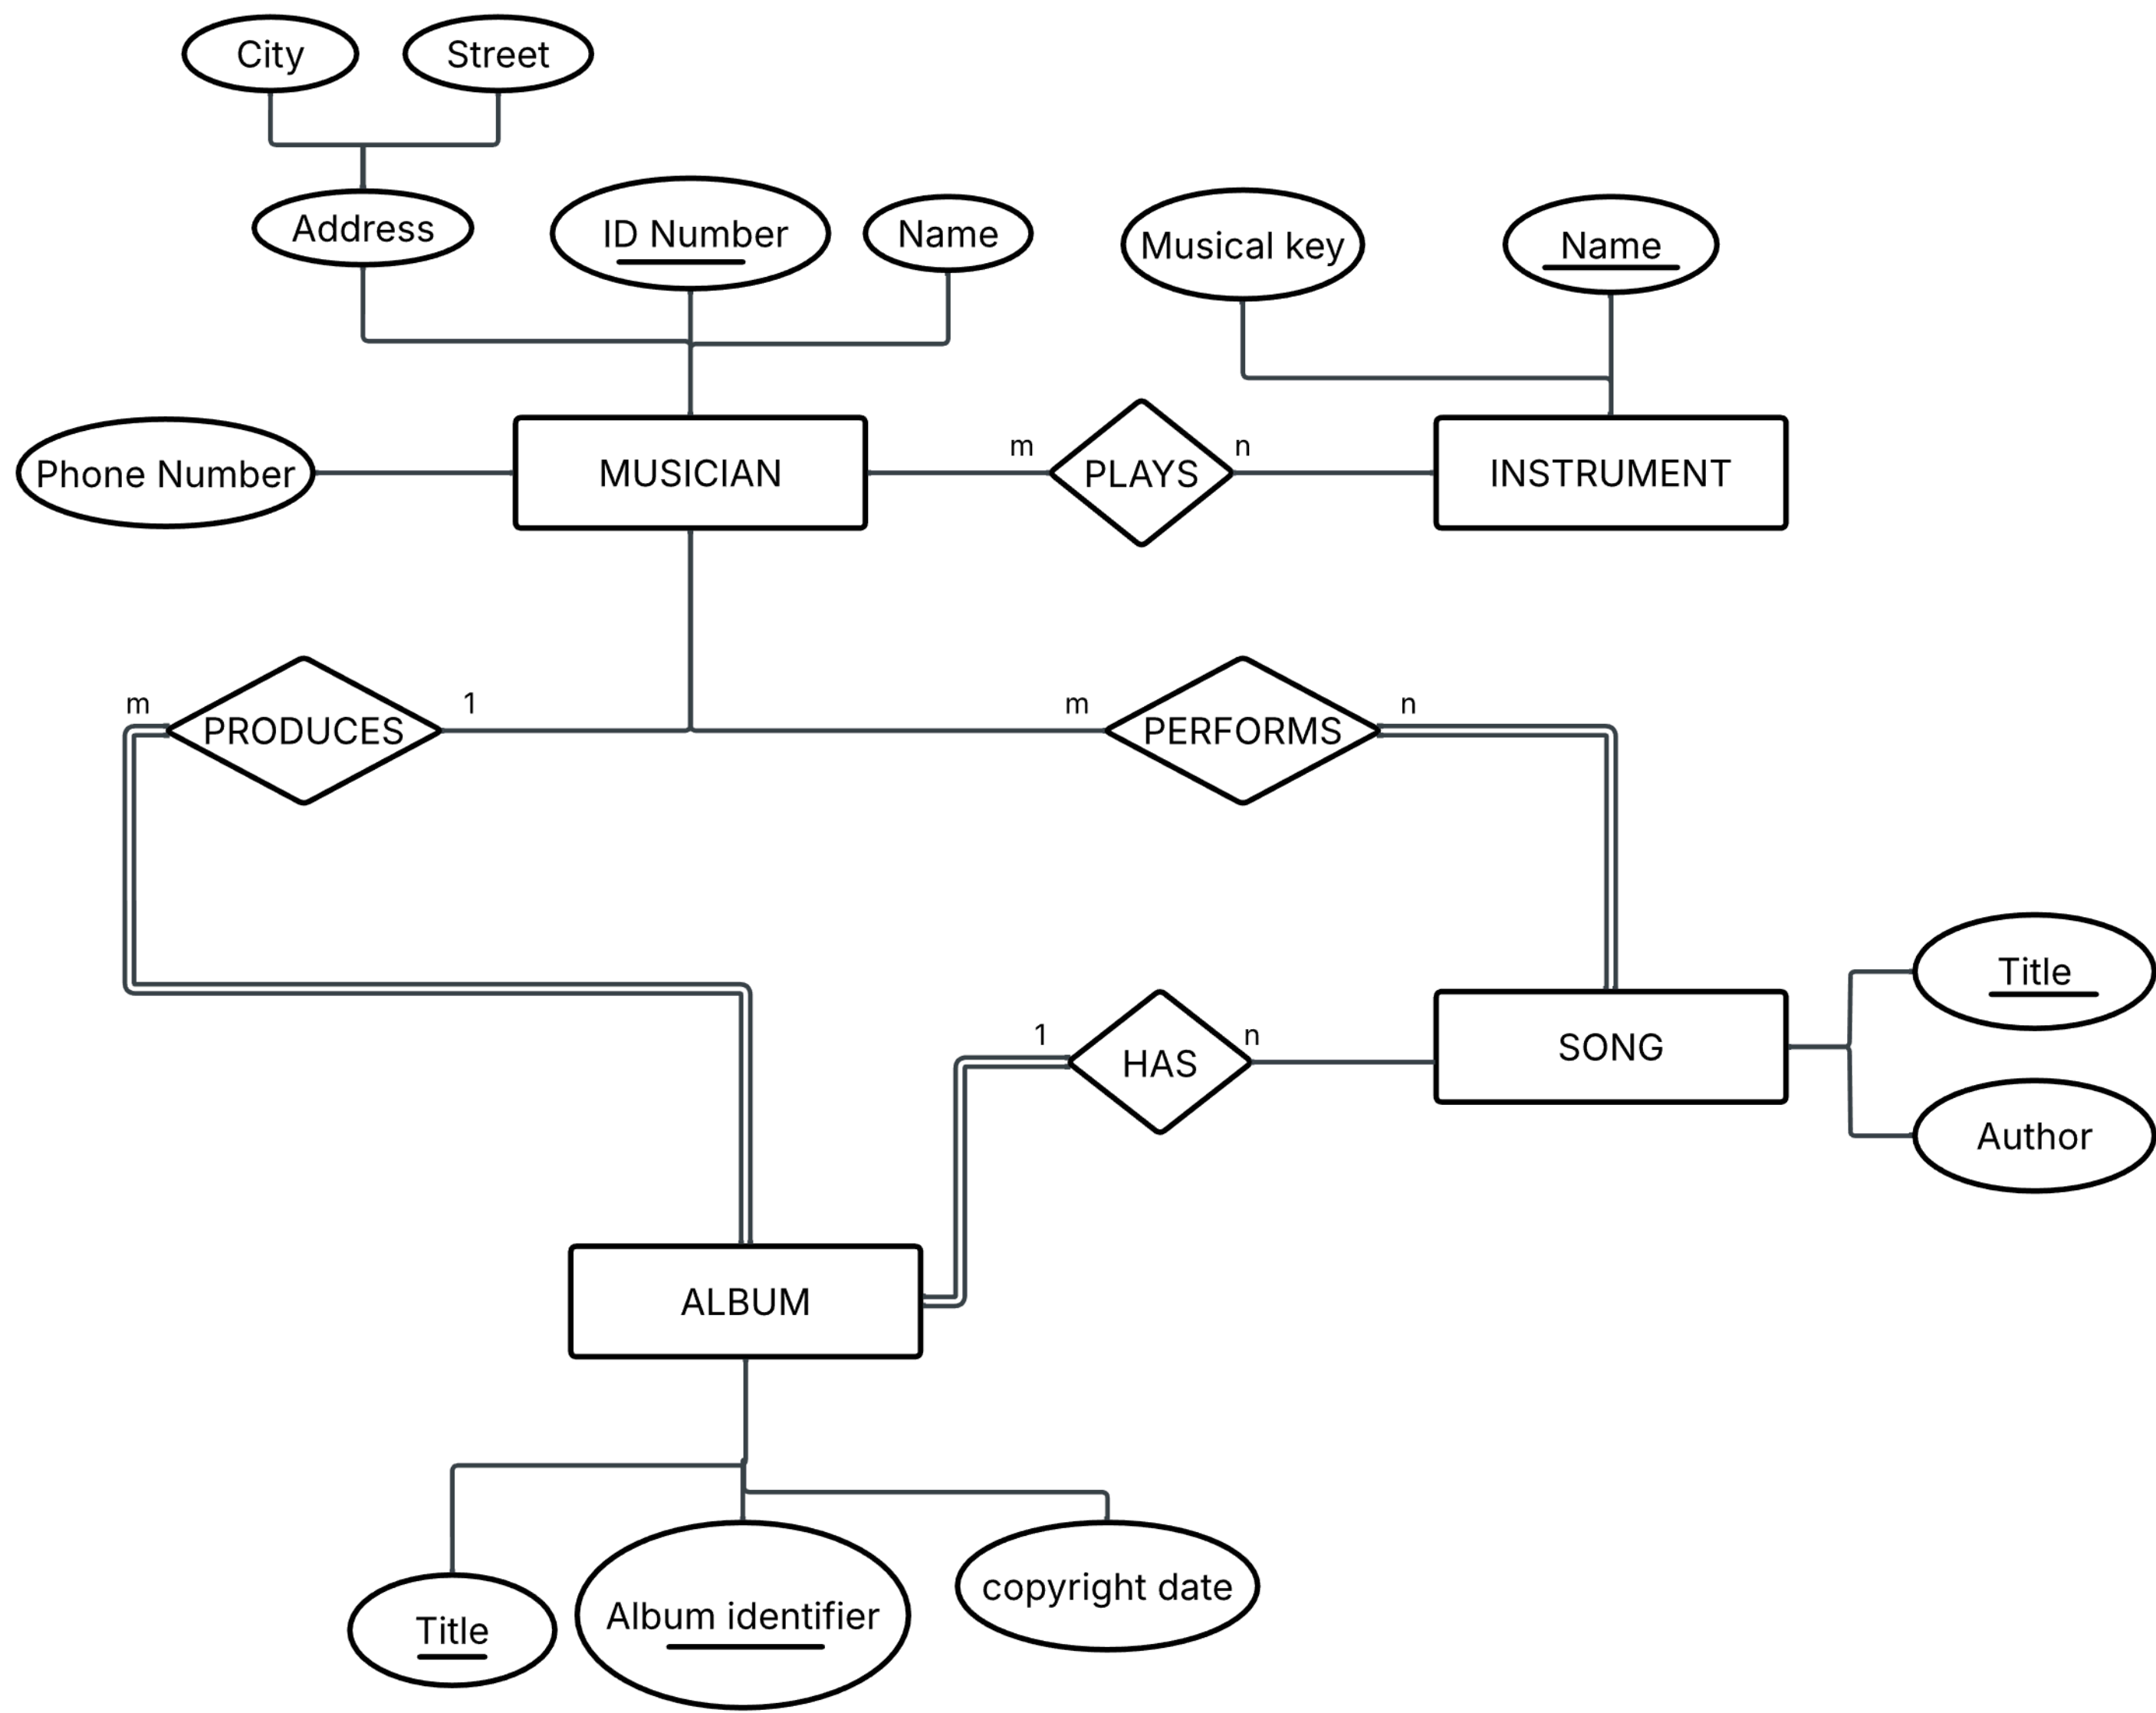 City
Street
Address
ID Number
Name
Musical key
Name
Phone Number
MUSICIAN
m
PLAYS
n
INSTRUMENT
m
PRODUCES
1
m
PERFORMS
n
Title
1
HAS
n
SONG
Author
ALBUM
Title
Album identifier
copyright date